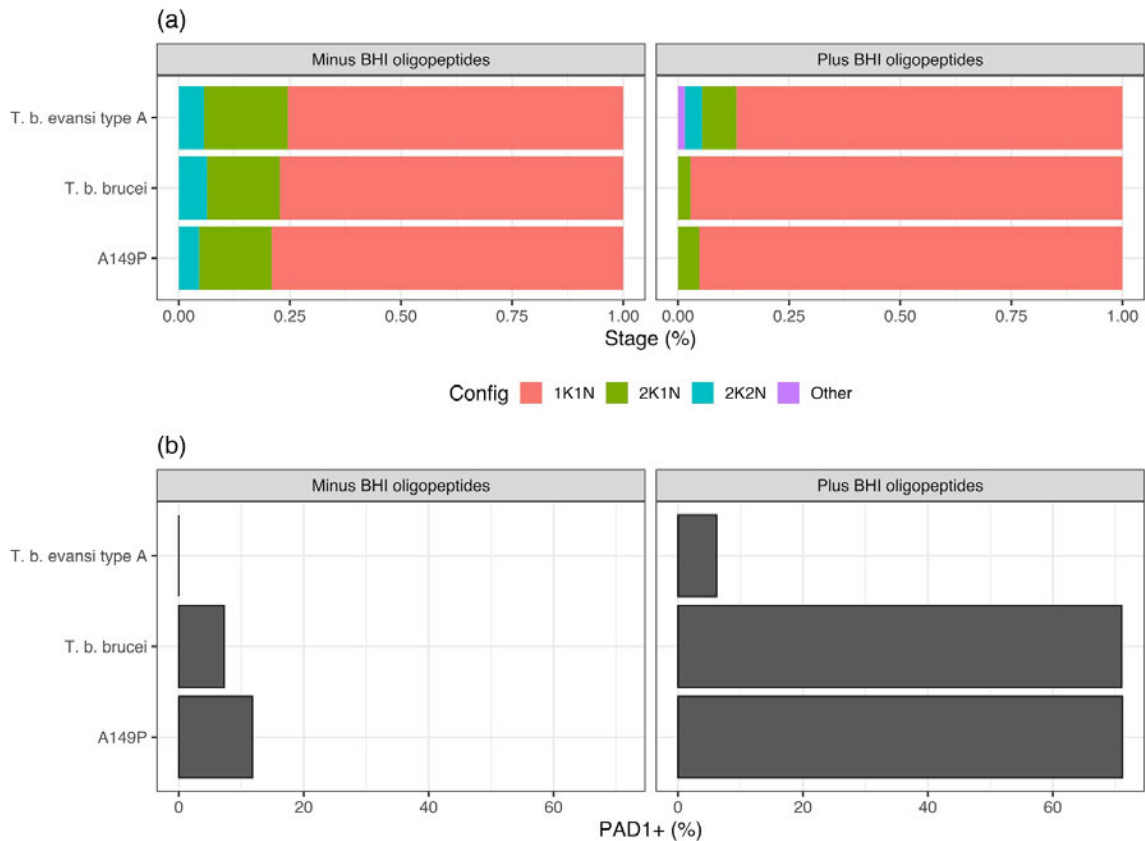 (a)
Minus BHI oligopeptides
Plus BHI oligopeptides
T. b. evansi type A
T. b. brucei
A149P
0.00 0.25 0.50 0.75 1.00 0.00 0.25 0.50 0.75 1.00
Stage (%)
Config 1K1N 2K1N 2K2N Other
(b)
Minus BHI oligopeptides
Plus BHI oligopeptides
T. b. evansi type A
T. b. brucei
A149P
0 20 40 60 0 20 40 60
PAD1+ (%)